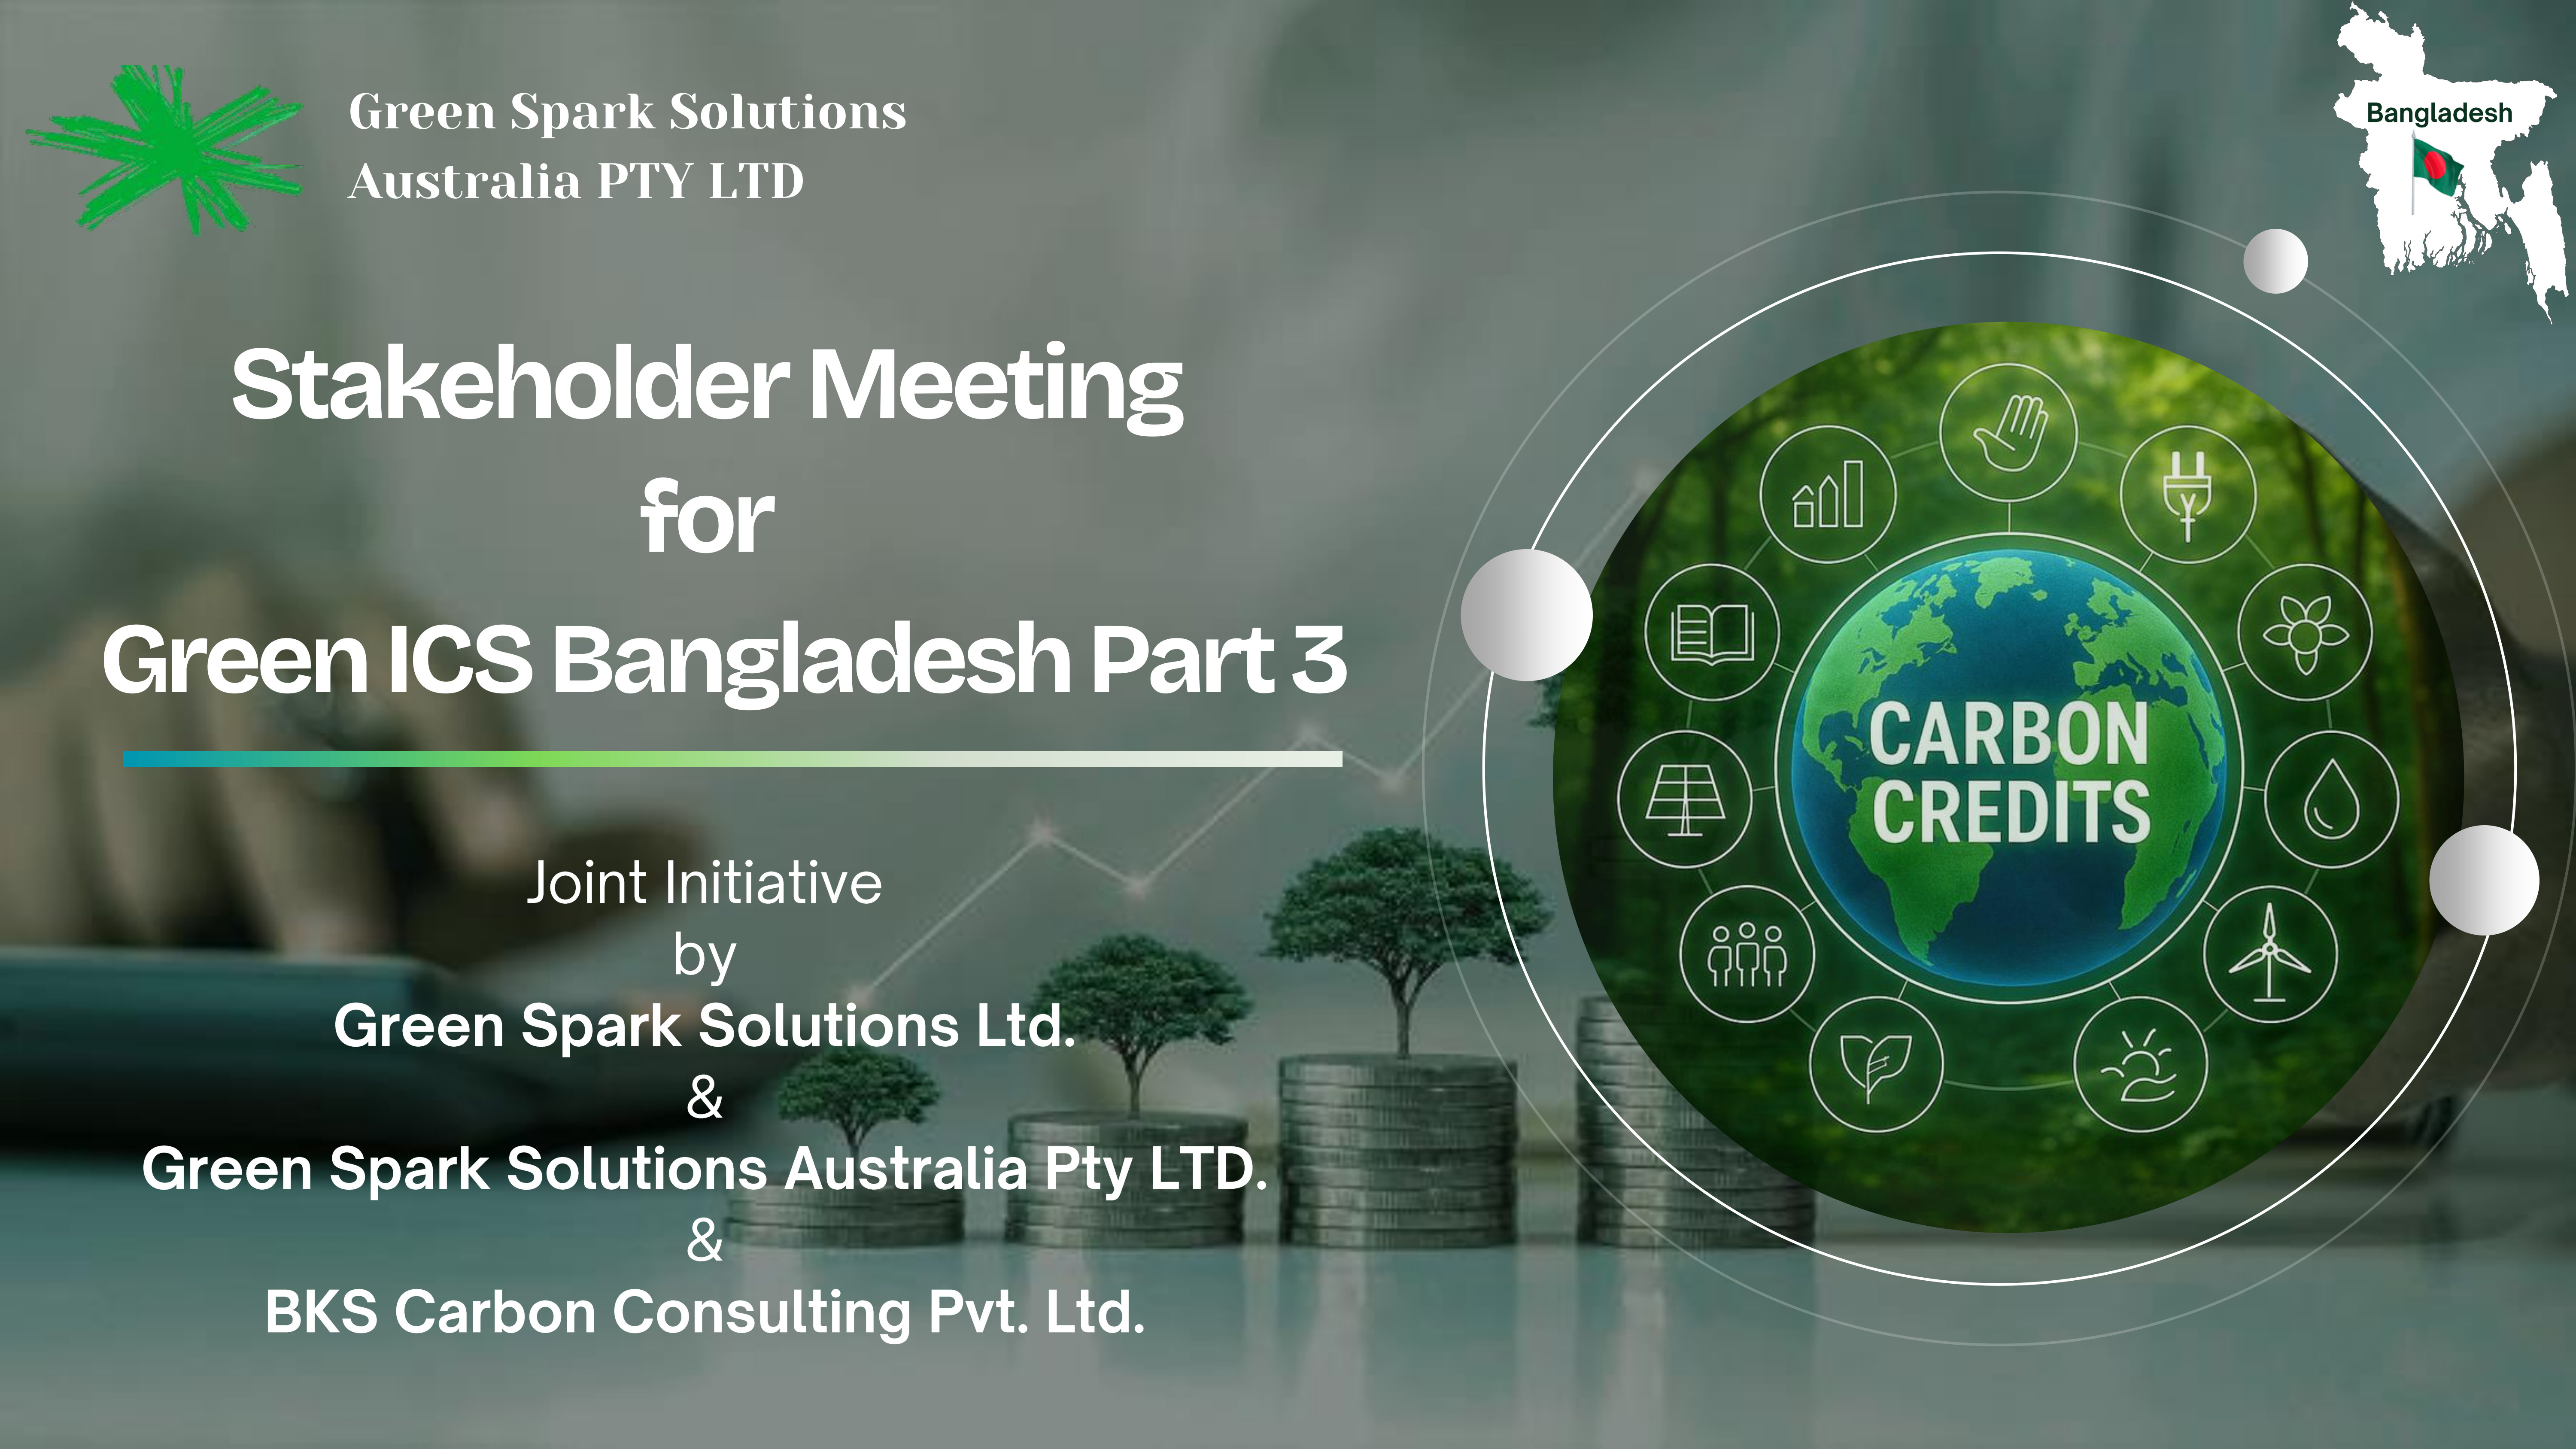 Green Spark Solutions
Australia PTY LTD
Bangladesh
Stakeholder Meeting
for
Green ICS Bangladesh Part 3
Joint Initiative
by
Green Spark Solutions Ltd.
&
Green Spark Solutions Australia Pty LTD.
&
BKS Carbon Consulting Pvt. Ltd.
CARBON
CREDITS